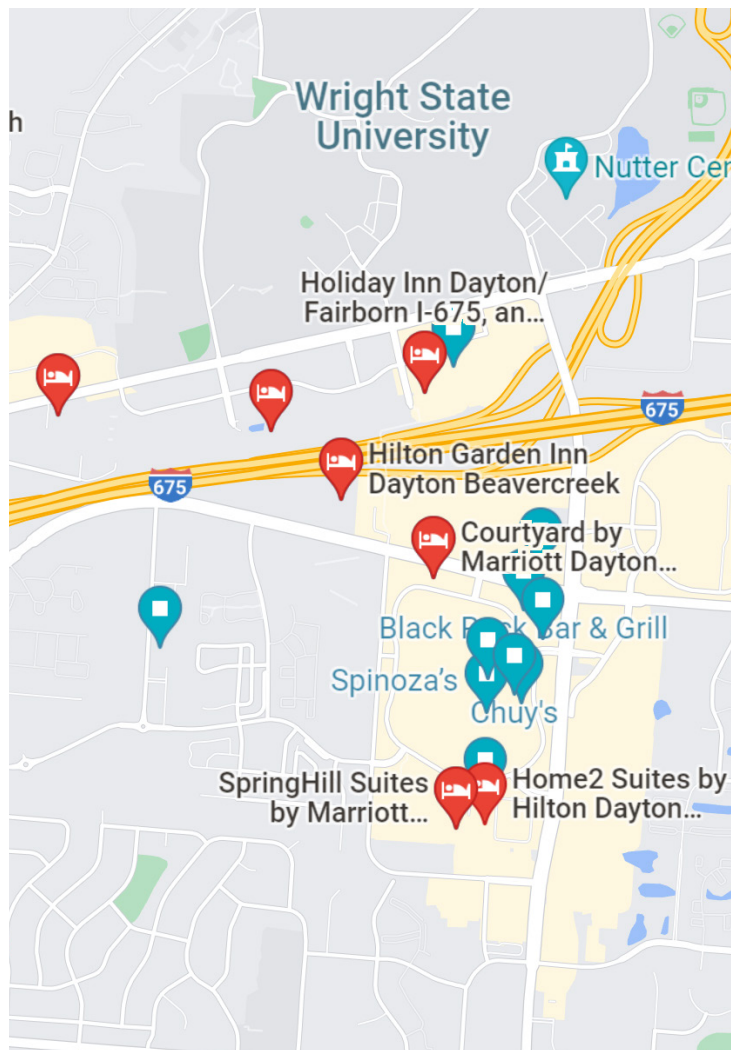 Wright State
University
h
Nutter Cen
Holiday Inn Dayton/
Fairborn I-675, an...
675
Hilton Garden Inn
Dayton Beavercreek
675
Courtyard by
Marriott Dayton...
Black Rock Bar & Grill
Spinoza's
Chuy's
SpringHill Suites
by Marriott...
Home2 Suites by
Hilton Dayton...